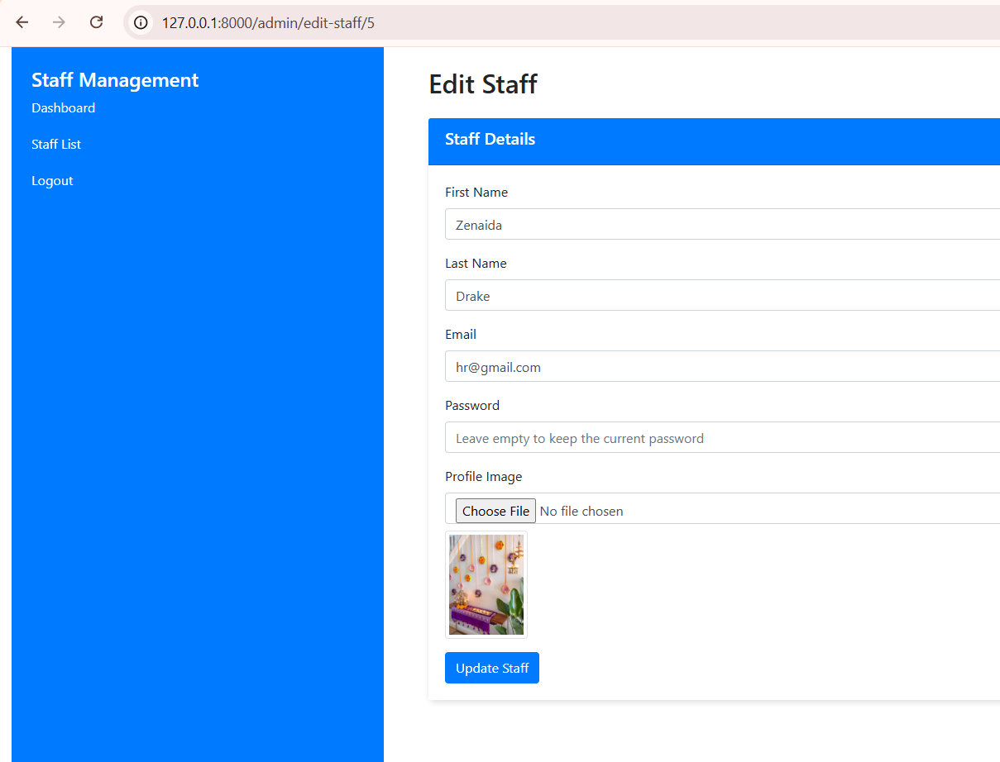 127.0.0.1:8000/admin/edit-staff/5
Staff Management
Dashboard
Staff List
Logout
Edit Staff
Staff Details
First Name
Zenaida
Last Name
Drake
Email
hr@gmail.com
Password
Leave empty to keep the current password
Profile Image
Choose File No file chosen
Update Staff